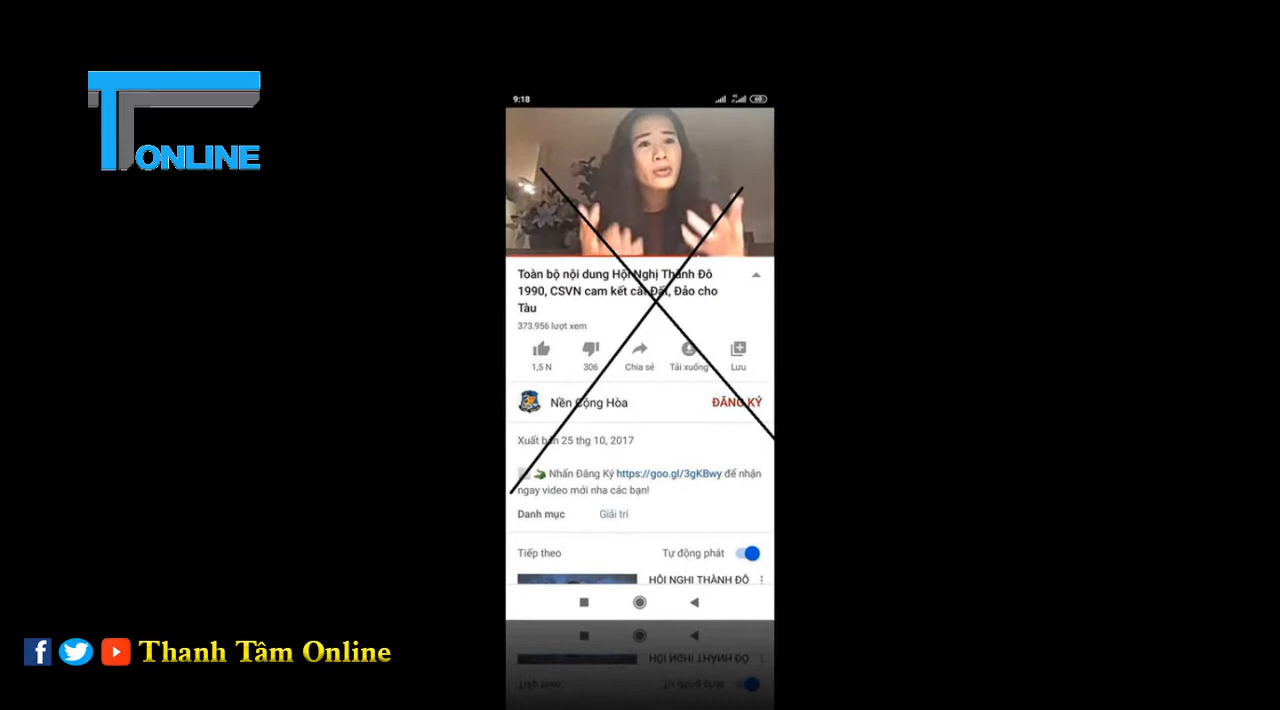 T ONLINE
9:18
Toàn bộ nội dung Hội Nghị Thành Đô
1990, CSVN cam kết cắt Đất, Đảo cho
Tàu
373.956 lượt xem
1,5 N 306 Chia sẻ Tải xuống Lưu
Nền Cộng Hòa ĐĂNG KÝ
Xuất bản 25 thg 10, 2017
Nhấn Đăng Ký https://goo.gl/3gKBwy để nhận
ngay video mới nha các bạn!
Danh mục Giải trí
Tiếp theo Tự động phát
HỘI NGHỊ THÀNH ĐÔ
Thanh Tâm Online